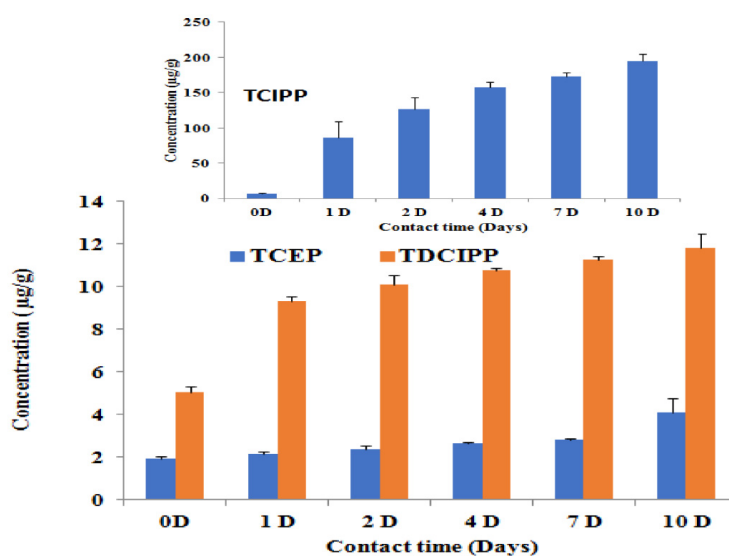 250
200
150
100
50
0
Concentration (µg/g)
TCIPP
0D 1 D 2 D 4 D 7 D 10 D
Contact time (Days)
14
12
10
8
6
4
2
0
Concentration ( µg/g)
TCEP TDCIPP
0D 1 D 2 D 4 D 7 D 10 D
Contact time (Days)